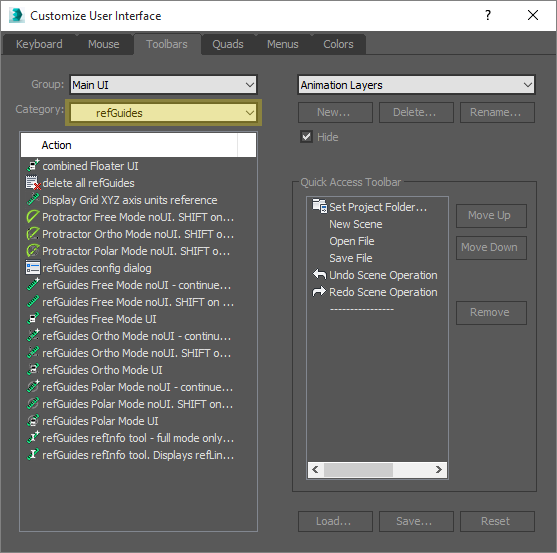 Customize User Interface
Keyboard Mouse Toolbars Quads Menus Colors
Group: Main UI
Category: refGuides
Action
combined Floater UI
delete all refGuides
Display Grid XYZ axis units reference
Protractor Free Mode noUI. SHIFT on...
Protractor Ortho Mode noUI. SHIFT o...
Protractor Polar Mode noUI. SHIFT o...
refGuides config dialog
refGuides Free Mode noUI - continue...
refGuides Free Mode noUI. SHIFT on ...
refGuides Free Mode UI
refGuides Ortho Mode noUI - continu...
refGuides Ortho Mode noUI. SHIFT o...
refGuides Ortho Mode UI
refGuides Polar Mode noUI - continue...
refGuides Polar Mode noUI. SHIFT on...
refGuides Polar Mode UI
refGuides refInfo tool - full mode only...
refGuides refInfo tool. Displays refLin...
Animation Layers
New... Delete... Rename...
Hide
Quick Access Toolbar
Set Project Folder...
New Scene
Open File
Save File
Undo Scene Operation
Redo Scene Operation
----------------
Move Up
Move Down
Remove
Load... Save... Reset